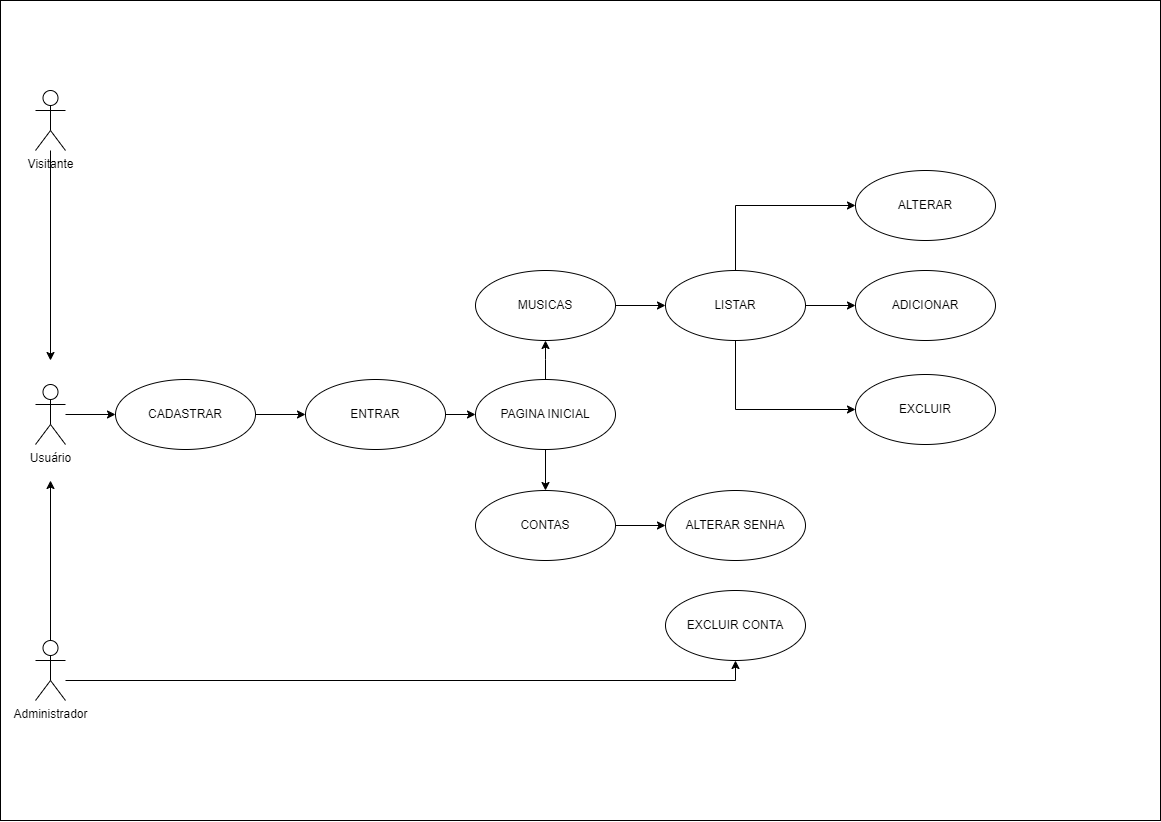 Visitante
ALTERAR
MUSICAS
LISTAR
ADICIONAR
Usuário
CADASTRAR
ENTRAR
PAGINA INICIAL
EXCLUIR
CONTAS
ALTERAR SENHA
EXCLUIR CONTA
Administrador